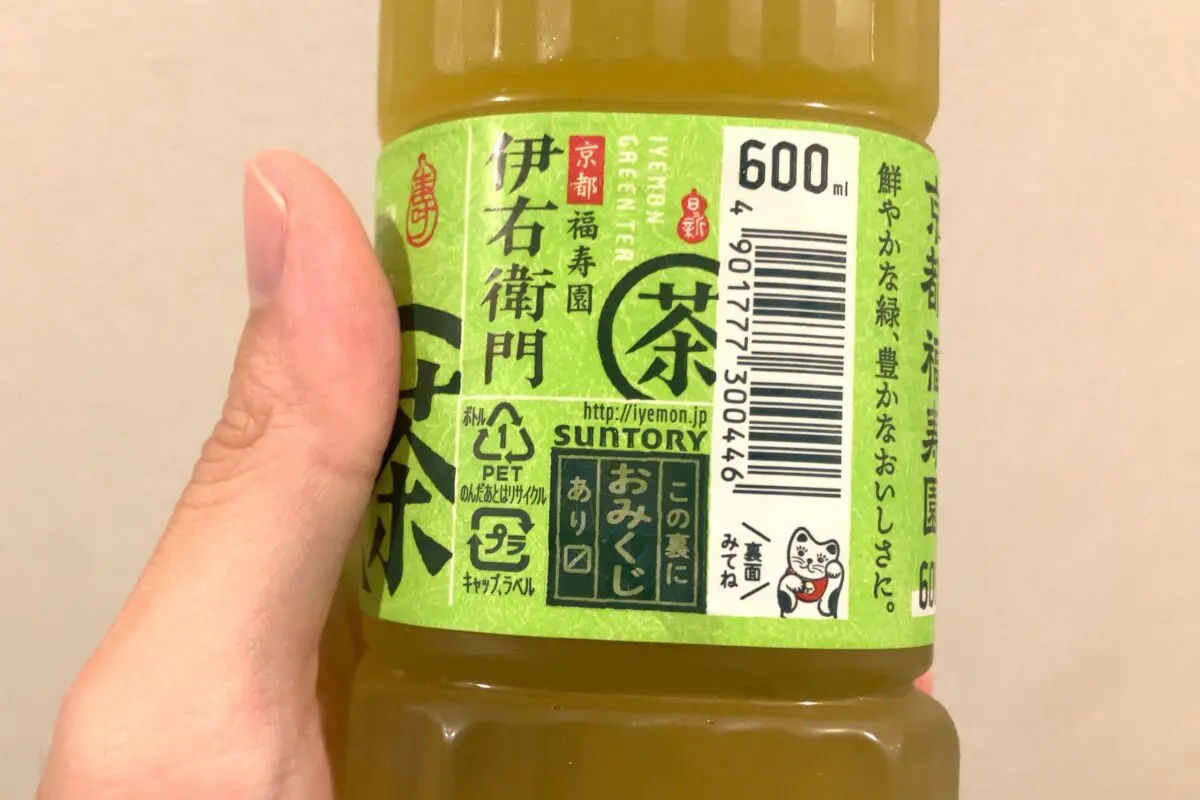 寿
茶
伊右衛門
京都
福寿園
IYEMON
GREEN TEA
日新
茶
http://iyemon.jp
SUNTORY
ボトル
1
PET
のんだあとはリサイクル
プラ
キャップ、ラベル
この裏に
おみくじ
あり
600ml
4 901777 300446
裏面
みてね
鮮やかな緑、豊かなおいしさに。
京都福寿園
60